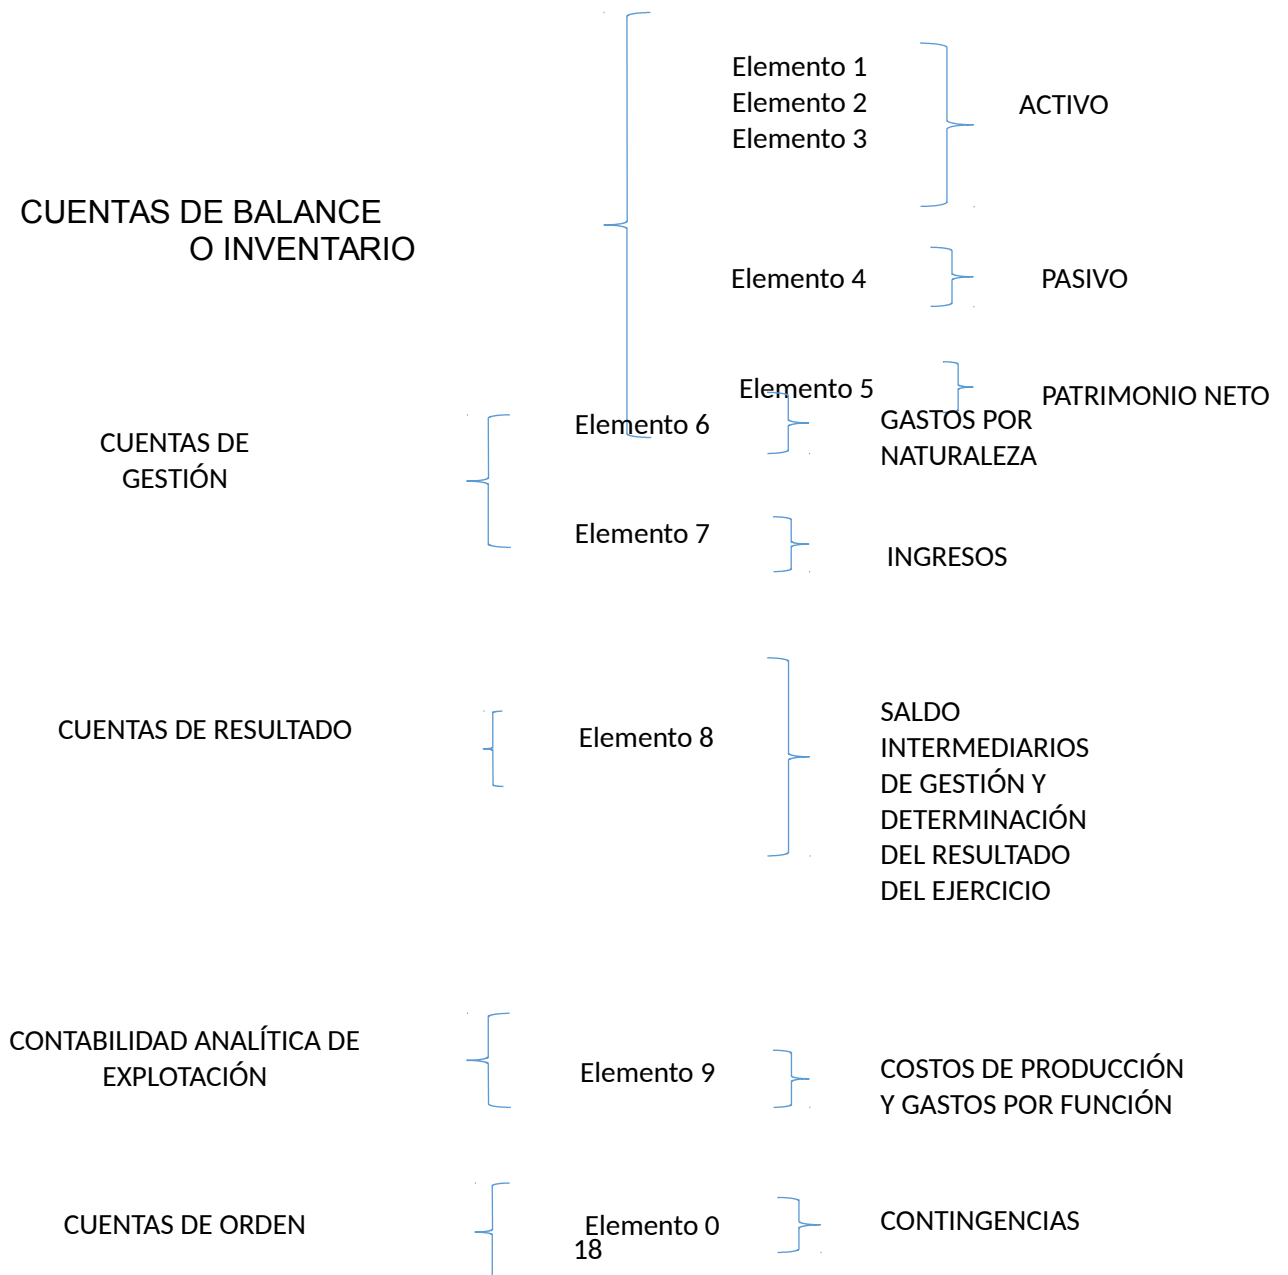 Elemento 1
Elemento 2
Elemento 3
ACTIVO
CUENTAS DE BALANCE
O INVENTARIO
Elemento 4
PASIVO
Elemento 5
PATRIMONIO NETO
CUENTAS DE
GESTIÓN
Elemento 6
GASTOS POR
NATURALEZA
Elemento 7
INGRESOS
CUENTAS DE RESULTADO
Elemento 8
SALDO
INTERMEDIARIOS
DE GESTIÓN Y
DETERMINACIÓN
DEL RESULTADO
DEL EJERCICIO
CONTABILIDAD ANALÍTICA DE
EXPLOTACIÓN
Elemento 9
COSTOS DE PRODUCCIÓN
Y GASTOS POR FUNCIÓN
CUENTAS DE ORDEN
Elemento 0
CONTINGENCIAS
18